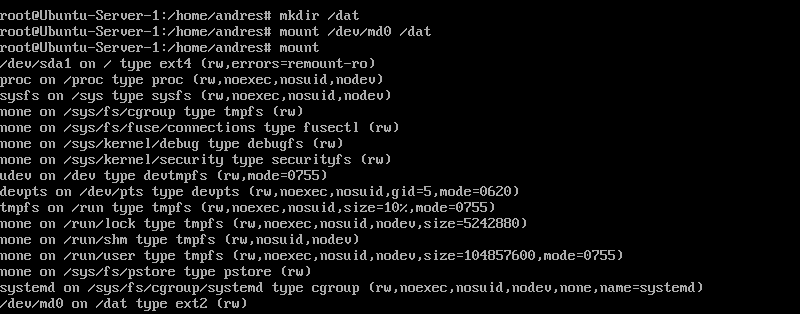 root@Ubuntu-Server-1:/home/andres# mkdir /dat
root@Ubuntu-Server-1:/home/andres# mount /dev/md0 /dat
root@Ubuntu-Server-1:/home/andres# mount
/dev/sda1 on / type ext4 (rw,errors=remount-ro)
proc on /proc type proc (rw,noexec,nosuid,nodev)
sysfs on /sys type sysfs (rw,noexec,nosuid,nodev)
none on /sys/fs/cgroup type tmpfs (rw)
none on /sys/fs/fuse/connections type fusectl (rw)
none on /sys/kernel/debug type debugfs (rw)
none on /sys/kernel/security type securityfs (rw)
udev on /dev type devtmpfs (rw,mode=0755)
devpts on /dev/pts type devpts (rw,noexec,nosuid,gid=5,mode=0620)
tmpfs on /run type tmpfs (rw,noexec,nosuid,size=10%,mode=0755)
none on /run/lock type tmpfs (rw,noexec,nosuid,nodev,size=5242880)
none on /run/shm type tmpfs (rw,nosuid,nodev)
none on /run/user type tmpfs (rw,noexec,nosuid,nodev,size=104857600,mode=0755)
none on /sys/fs/pstore type pstore (rw)
systemd on /sys/fs/cgroup/systemd type cgroup (rw,noexec,nosuid,nodev,none,name=systemd)
/dev/md0 on /dat type ext2 (rw)